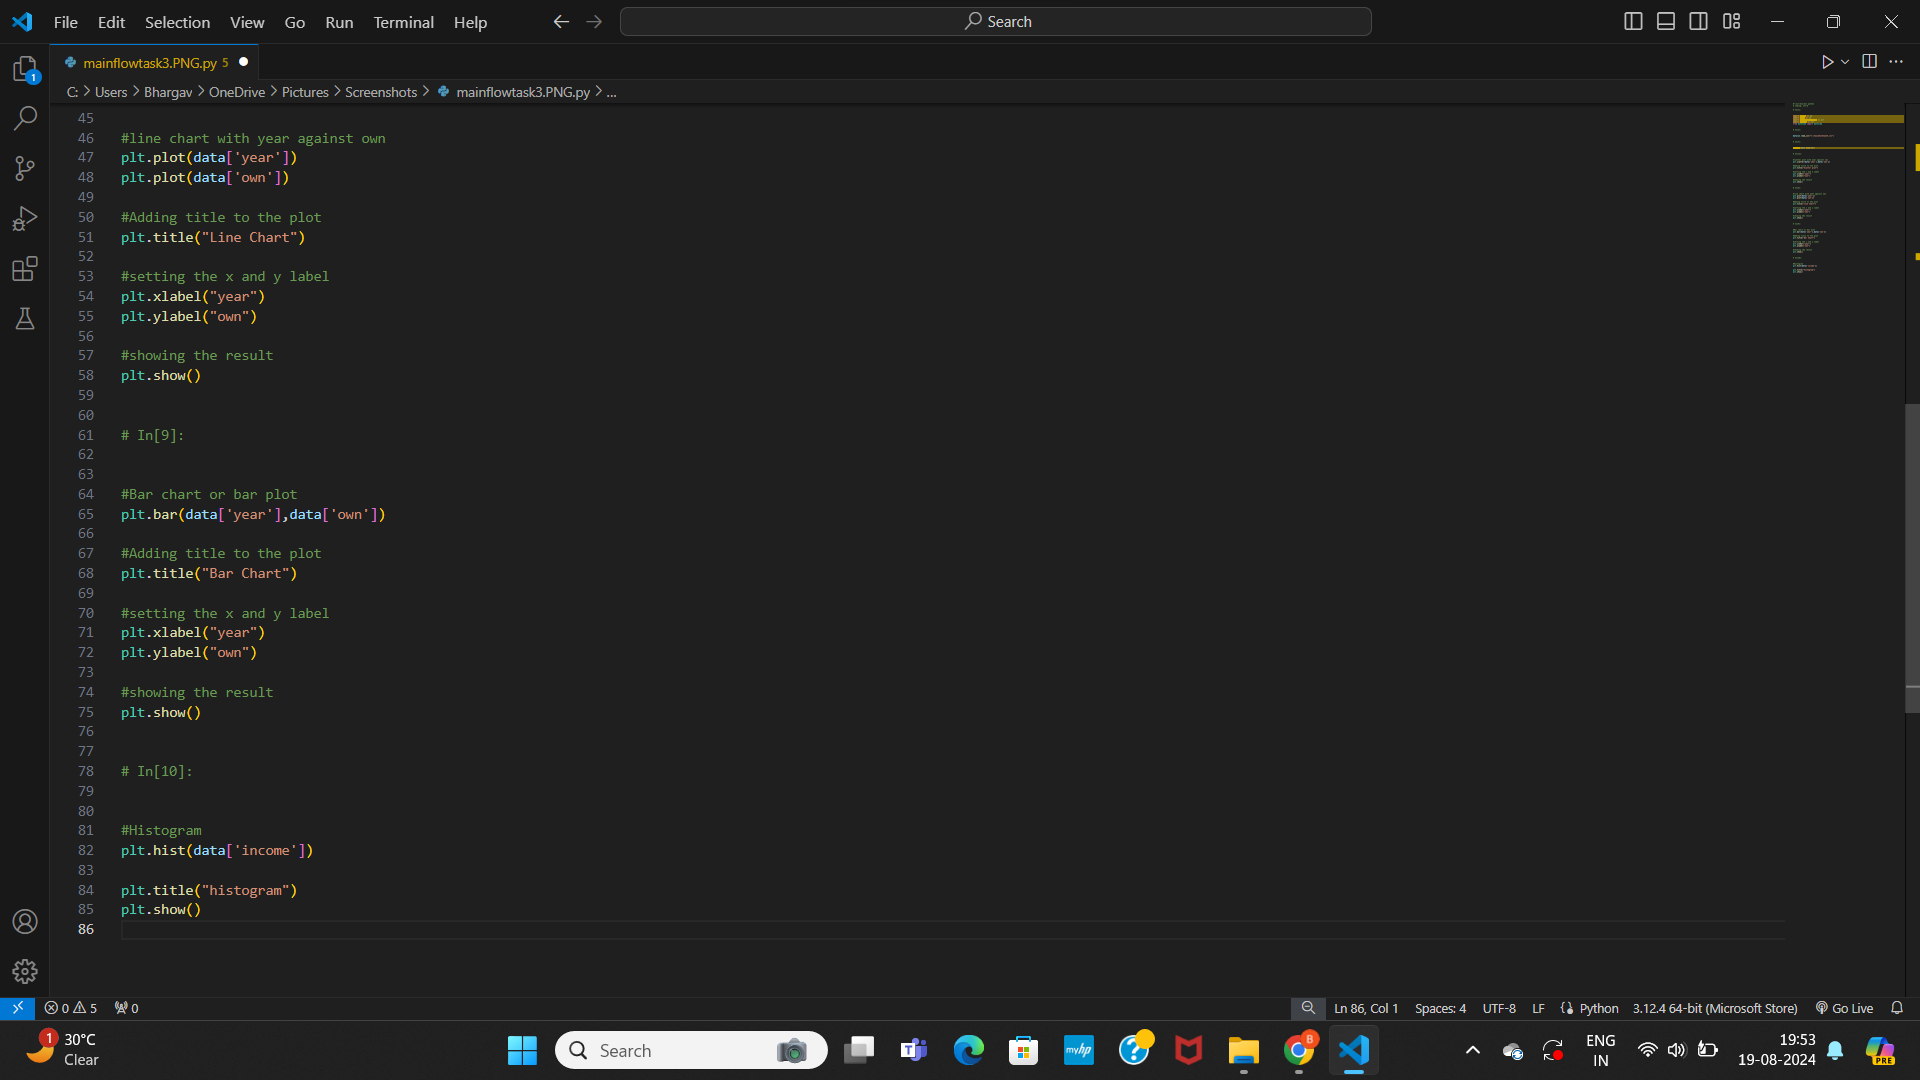 File Edit Selection View Go Run Terminal Help
Search
mainflowtask3.PNG.py 5
C: > Users > Bhargav > OneDrive > Pictures > Screenshots > mainflowtask3.PNG.py > ...
45
46 #line chart with year against own
47 plt.plot(data['year'])
48 plt.plot(data['own'])
49
50 #Adding title to the plot
51 plt.title("Line Chart")
52
53 #setting the x and y label
54 plt.xlabel("year")
55 plt.ylabel("own")
56
57 #showing the result
58 plt.show()
59
60
61 # In[9]:
62
63
64 #Bar chart or bar plot
65 plt.bar(data['year'],data['own'])
66
67 #Adding title to the plot
68 plt.title("Bar Chart")
69
70 #setting the x and y label
71 plt.xlabel("year")
72 plt.ylabel("own")
73
74 #showing the result
75 plt.show()
76
77
78 # In[10]:
79
80
81 #Histogram
82 plt.hist(data['income'])
83
84 plt.title("histogram")
85 plt.show()
86
1
0 5 0
Ln 86, Col 1 Spaces: 4 UTF-8 LF Python 3.12.4 64-bit (Microsoft Store) Go Live
1
30°C
Clear
Search
myhp
B
ENG
IN
19:53
19-08-2024
PRE